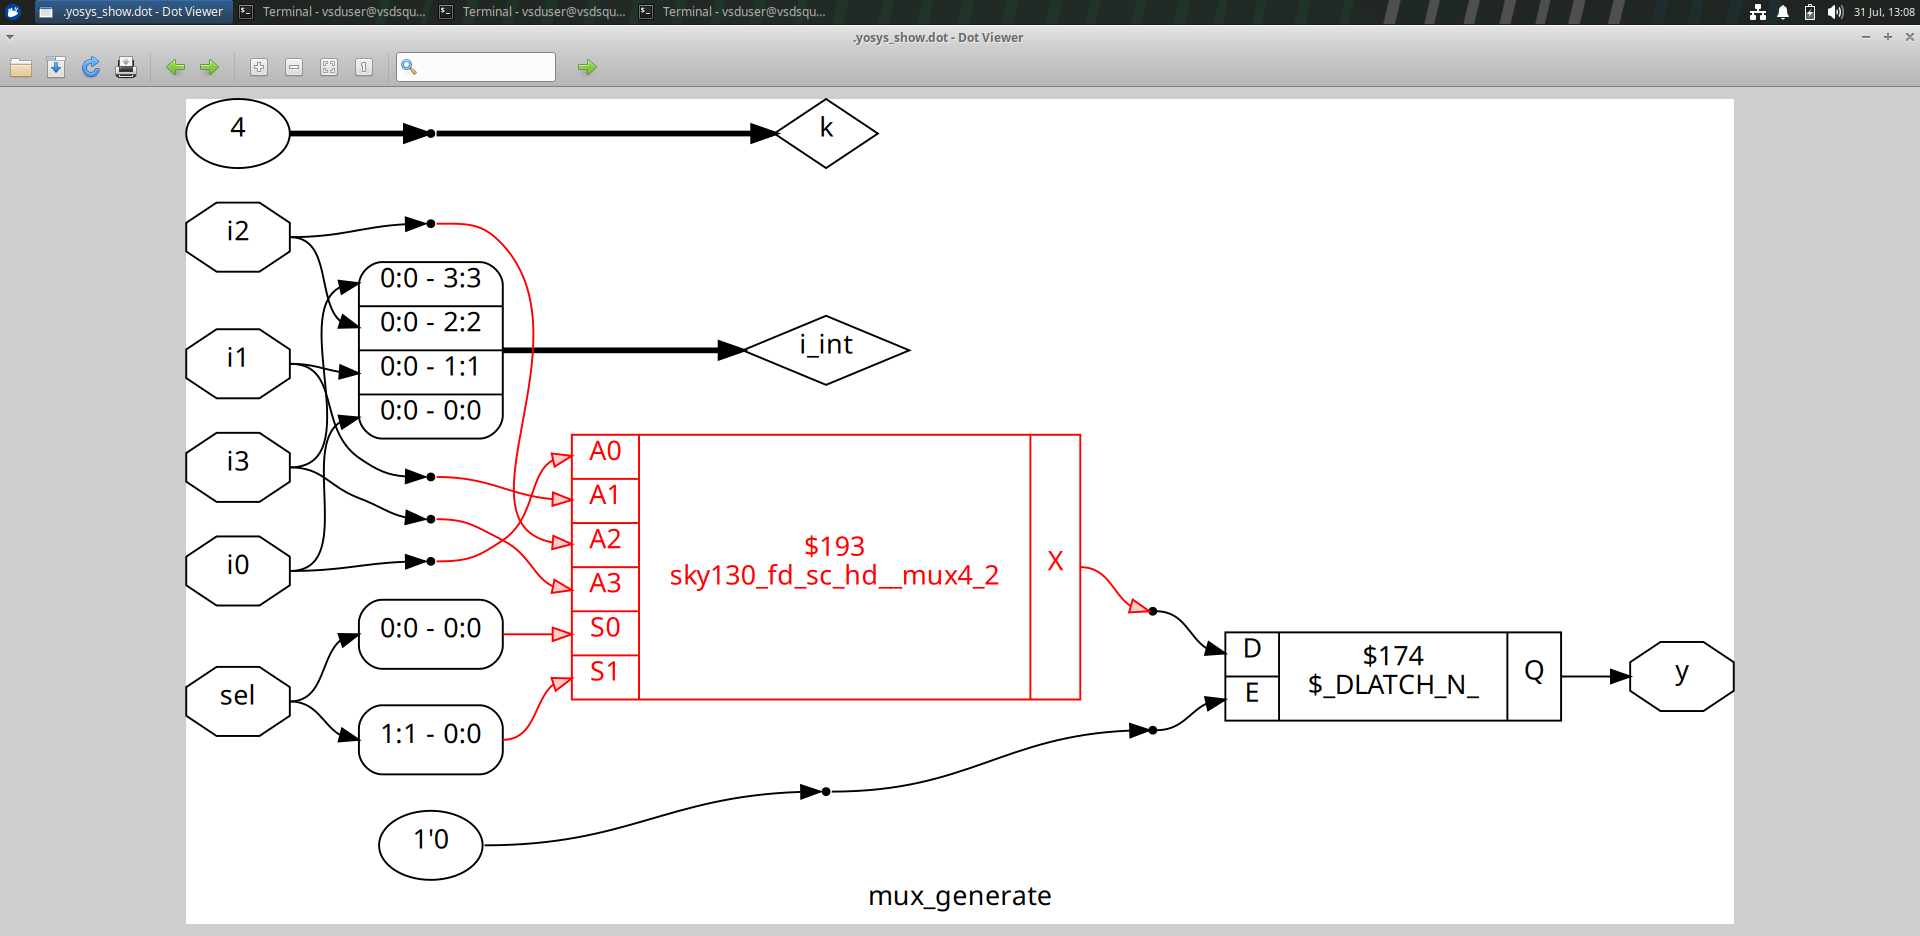 .yosys_show.dot - Dot Viewer
Terminal - vsduser@vsdsqu...
Terminal - vsduser@vsdsqu...
Terminal - vsduser@vsdsqu...
31 Jul, 13:08
.yosys_show.dot - Dot Viewer
4
k
i2
0:0 - 3:3
0:0 - 2:2
0:0 - 1:1
0:0 - 0:0
i_int
i1
i3
i0
A0
A1
A2
A3
S0
S1
$193
sky130_fd_sc_hd__mux4_2
X
0:0 - 0:0
sel
1:1 - 0:0
D
E
$174
$_DLATCH_N_
Q
y
1'0
mux_generate